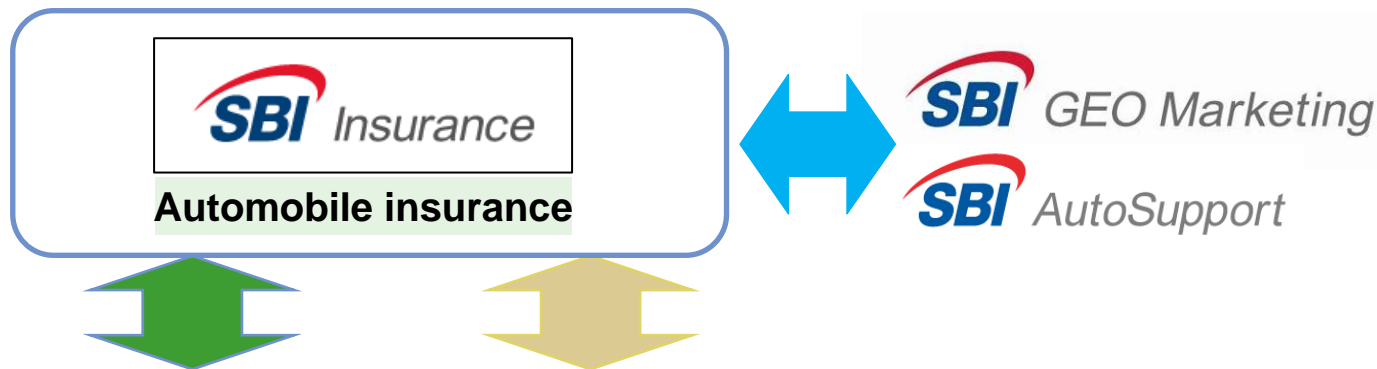 SBI Insurance
Automobile insurance
SBI GEO Marketing
SBI AutoSupport